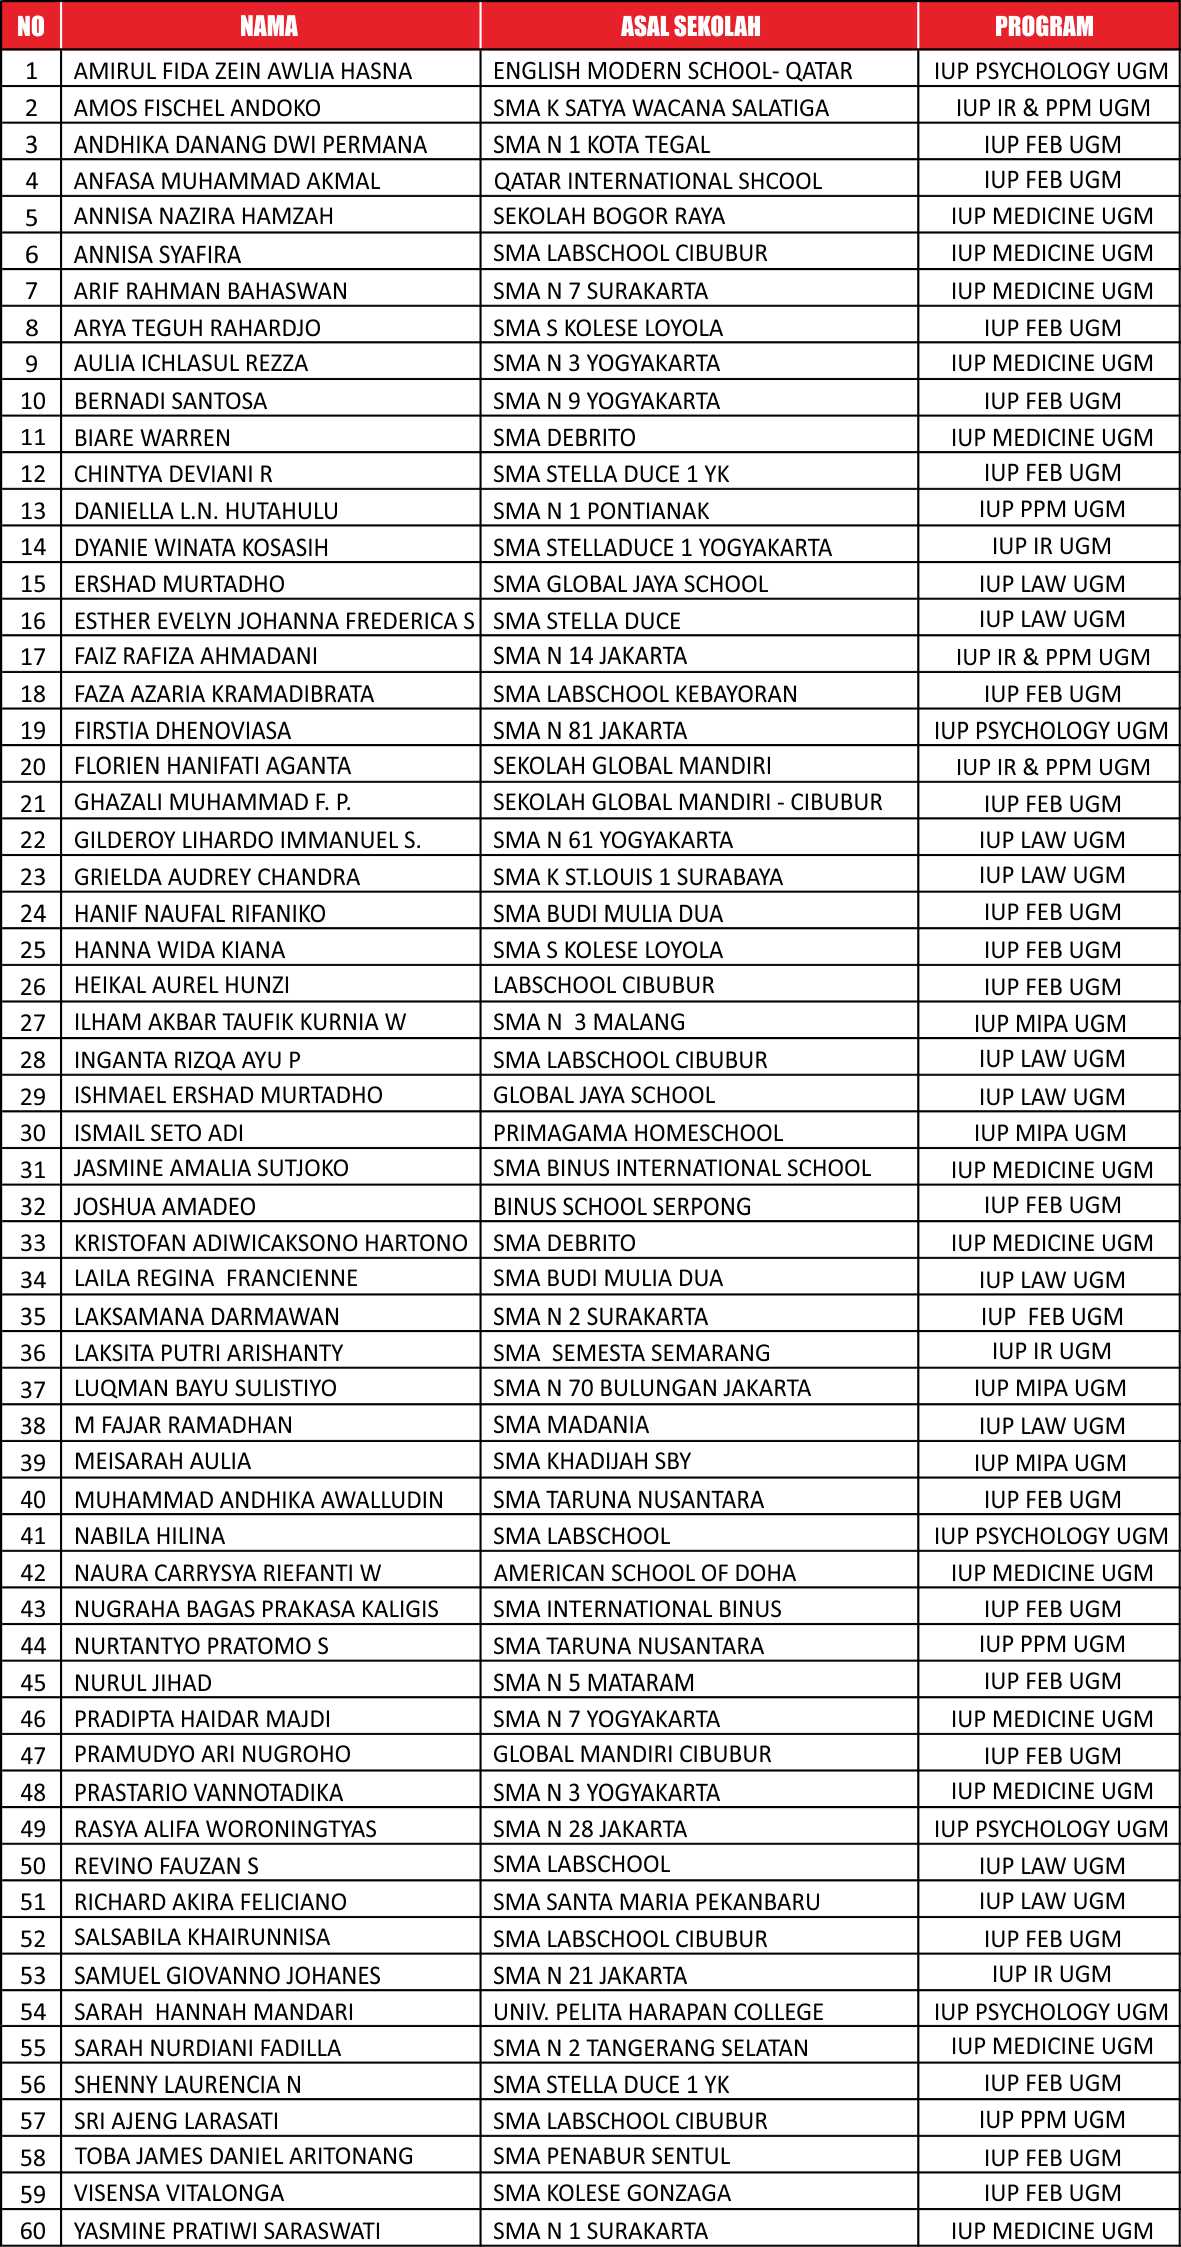 NO NAMA ASAL SEKOLAH PROGRAM
1 AMIRUL FIDA ZEIN AWLIA HASNA ENGLISH MODERN SCHOOL- QATAR IUP PSYCHOLOGY UGM
2 AMOS FISCHEL ANDOKO SMA K SATYA WACANA SALATIGA IUP IR & PPM UGM
3 ANDHIKA DANANG DWI PERMANA SMA N 1 KOTA TEGAL IUP FEB UGM
4 ANFASA MUHAMMAD AKMAL QATAR INTERNATIONAL SHCOOL IUP FEB UGM
5 ANNISA NAZIRA HAMZAH SEKOLAH BOGOR RAYA IUP MEDICINE UGM
6 ANNISA SYAFIRA SMA LABSCHOOL CIBUBUR IUP MEDICINE UGM
7 ARIF RAHMAN BAHASWAN SMA N 7 SURAKARTA IUP MEDICINE UGM
8 ARYA TEGUH RAHARDJO SMA S KOLESE LOYOLA IUP FEB UGM
9 AULIA ICHLASUL REZZA SMA N 3 YOGYAKARTA IUP MEDICINE UGM
10 BERNADI SANTOSA SMA N 9 YOGYAKARTA IUP FEB UGM
11 BIARE WARREN SMA DEBRITO IUP MEDICINE UGM
12 CHINTYA DEVIANI R SMA STELLA DUCE 1 YK IUP FEB UGM
13 DANIELLA L.N. HUTAHULU SMA N 1 PONTIANAK IUP PPM UGM
14 DYANIE WINATA KOSASIH SMA STELLADUCE 1 YOGYAKARTA IUP IR UGM
15 ERSHAD MURTADHO SMA GLOBAL JAYA SCHOOL IUP LAW UGM
16 ESTHER EVELYN JOHANNA FREDERICA S SMA STELLA DUCE IUP LAW UGM
17 FAIZ RAFIZA AHMADANI SMA N 14 JAKARTA IUP IR & PPM UGM
18 FAZA AZARIA KRAMADIBRATA SMA LABSCHOOL KEBAYORAN IUP FEB UGM
19 FIRSTIA DHENOVIASA SMA N 81 JAKARTA IUP PSYCHOLOGY UGM
20 FLORIEN HANIFATI AGANTA SEKOLAH GLOBAL MANDIRI IUP IR & PPM UGM
21 GHAZALI MUHAMMAD F. P. SEKOLAH GLOBAL MANDIRI - CIBUBUR IUP FEB UGM
22 GILDEROY LIHARDO IMMANUEL S. SMA N 61 YOGYAKARTA IUP LAW UGM
23 GRIELDA AUDREY CHANDRA SMA K ST.LOUIS 1 SURABAYA IUP LAW UGM
24 HANIF NAUFAL RIFANIKO SMA BUDI MULIA DUA IUP FEB UGM
25 HANNA WIDA KIANA SMA S KOLESE LOYOLA IUP FEB UGM
26 HEIKAL AUREL HUNZI LABSCHOOL CIBUBUR IUP FEB UGM
27 ILHAM AKBAR TAUFIK KURNIA W SMA N 3 MALANG IUP MIPA UGM
28 INGANTA RIZQA AYU P SMA LABSCHOOL CIBUBUR IUP LAW UGM
29 ISHMAEL ERSHAD MURTADHO GLOBAL JAYA SCHOOL IUP LAW UGM
30 ISMAIL SETO ADI PRIMAGAMA HOMESCHOOL IUP MIPA UGM
31 JASMINE AMALIA SUTJOKO SMA BINUS INTERNATIONAL SCHOOL IUP MEDICINE UGM
32 JOSHUA AMADEO BINUS SCHOOL SERPONG IUP FEB UGM
33 KRISTOFAN ADIWICAKSONO HARTONO SMA DEBRITO IUP MEDICINE UGM
34 LAILA REGINA FRANCIENNE SMA BUDI MULIA DUA IUP LAW UGM
35 LAKSAMANA DARMAWAN SMA N 2 SURAKARTA IUP FEB UGM
36 LAKSITA PUTRI ARISHANTY SMA SEMESTA SEMARANG IUP IR UGM
37 LUQMAN BAYU SULISTIYO SMA N 70 BULUNGAN JAKARTA IUP MIPA UGM
38 M FAJAR RAMADHAN SMA MADANIA IUP LAW UGM
39 MEISARAH AULIA SMA KHADIJAH SBY IUP MIPA UGM
40 MUHAMMAD ANDHIKA AWALLUDIN SMA TARUNA NUSANTARA IUP FEB UGM
41 NABILA HILINA SMA LABSCHOOL IUP PSYCHOLOGY UGM
42 NAURA CARRYSYA RIEFANTI W AMERICAN SCHOOL OF DOHA IUP MEDICINE UGM
43 NUGRAHA BAGAS PRAKASA KALIGIS SMA INTERNATIONAL BINUS IUP FEB UGM
44 NURTANTYO PRATOMO S SMA TARUNA NUSANTARA IUP PPM UGM
45 NURUL JIHAD SMA N 5 MATARAM IUP FEB UGM
46 PRADIPTA HAIDAR MAJDI SMA N 7 YOGYAKARTA IUP MEDICINE UGM
47 PRAMUDYO ARI NUGROHO GLOBAL MANDIRI CIBUBUR IUP FEB UGM
48 PRASTARIO VANNOTADIKA SMA N 3 YOGYAKARTA IUP MEDICINE UGM
49 RASYA ALIFA WORONINGTYAS SMA N 28 JAKARTA IUP PSYCHOLOGY UGM
50 REVINO FAUZAN S SMA LABSCHOOL IUP LAW UGM
51 RICHARD AKIRA FELICIANO SMA SANTA MARIA PEKANBARU IUP LAW UGM
52 SALSABILA KHAIRUNNISA SMA LABSCHOOL CIBUBUR IUP FEB UGM
53 SAMUEL GIOVANNO JOHANES SMA N 21 JAKARTA IUP IR UGM
54 SARAH HANNAH MANDARI UNIV. PELITA HARAPAN COLLEGE IUP PSYCHOLOGY UGM
55 SARAH NURDIANI FADILLA SMA N 2 TANGERANG SELATAN IUP MEDICINE UGM
56 SHENNY LAURENCIA N SMA STELLA DUCE 1 YK IUP FEB UGM
57 SRI AJENG LARASATI SMA LABSCHOOL CIBUBUR IUP PPM UGM
58 TOBA JAMES DANIEL ARITONANG SMA PENABUR SENTUL IUP FEB UGM
59 VISENSA VITALONGA SMA KOLESE GONZAGA IUP FEB UGM
60 YASMINE PRATIWI SARASWATI SMA N 1 SURAKARTA IUP MEDICINE UGM